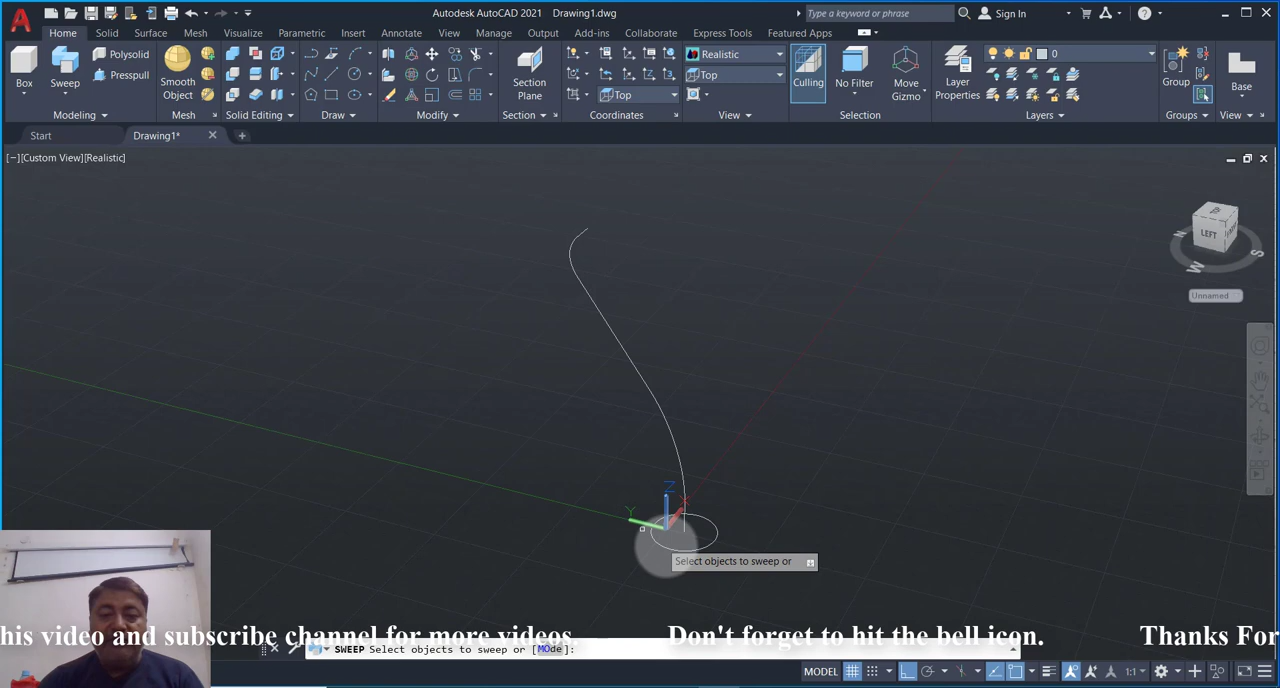 Autodesk AutoCAD 2021 Drawing1.dwg
Type a keyword or phrase
Sign In
Home Solid Surface Mesh Visualize Parametric Insert Annotate View Manage Output Add-ins Collaborate Express Tools Featured Apps
Box
Sweep
Polysolid
Presspull
Smooth
Object
Section
Plane
Realistic
Top
Top
Culling
No Filter
Move
Gizmo
Layer
Properties
0
Group
Base
Modeling Mesh Solid Editing Draw Modify Section Coordinates View Selection Layers Groups View
Start Drawing1*
[−][Custom View][Realistic]
N
LEFT
S
W
Unnamed
Z
X
Y
Select objects to sweep or
his video and subscribe channel for more videos. Don't forget to hit the bell icon. Thanks For
SWEEP Select objects to sweep or [MOde]:
MODEL
1:1